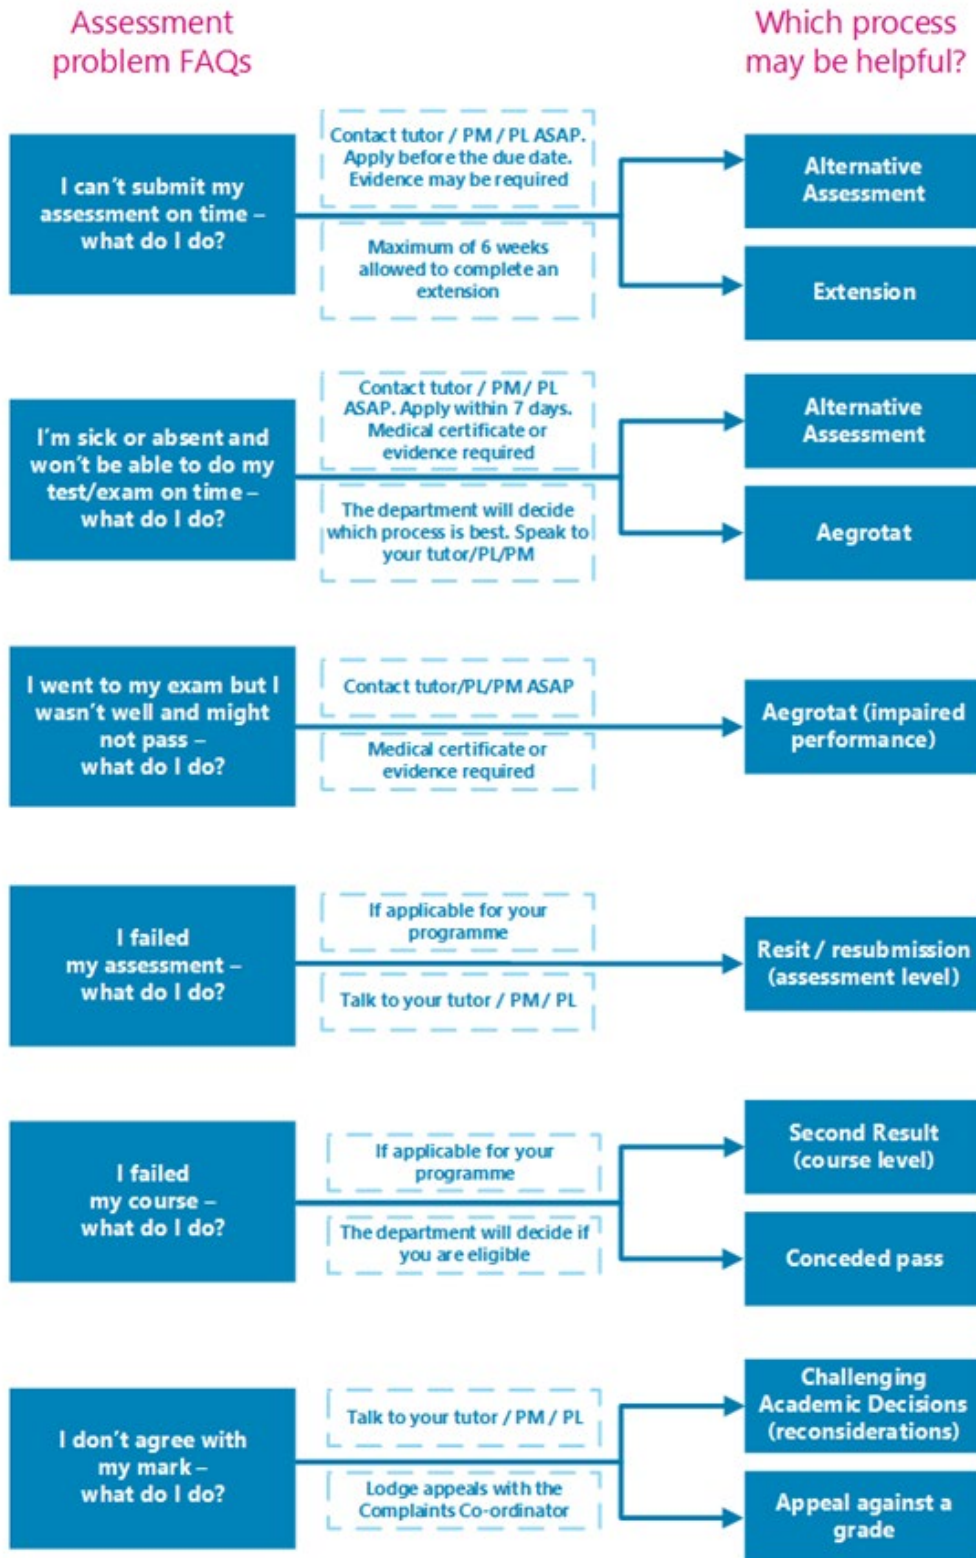 Assessment
problem FAQs
Which process
may be helpful?
I can't submit my
assessment on time –
what do I do?
Contact tutor / PM / PL ASAP.
Apply before the due date.
Evidence may be required
Maximum of 6 weeks
allowed to complete an
extension
Alternative
Assessment
Extension
I'm sick or absent and
won't be able to do my
test/exam on time –
what do I do?
Contact tutor / PM / PL
ASAP. Apply within 7 days.
Medical certificate or
evidence required
The department will decide
which process is best. Speak to
your tutor/PL/PM
Alternative
Assessment
Aegrotat
I went to my exam but I
wasn't well and might
not pass –
what do I do?
Contact tutor/PL/PM ASAP
Medical certificate or
evidence required
Aegrotat (impaired
performance)
I failed
my assessment –
what do I do?
If applicable for your
programme
Talk to your tutor / PM / PL
Resit / resubmission
(assessment level)
I failed
my course –
what do I do?
If applicable for your
programme
The department will decide if
you are eligible
Second Result
(course level)
Conceded pass
I don't agree with
my mark –
what do I do?
Talk to your tutor / PM / PL
Lodge appeals with the
Complaints Co-ordinator
Challenging
Academic Decisions
(reconsiderations)
Appeal against a
grade